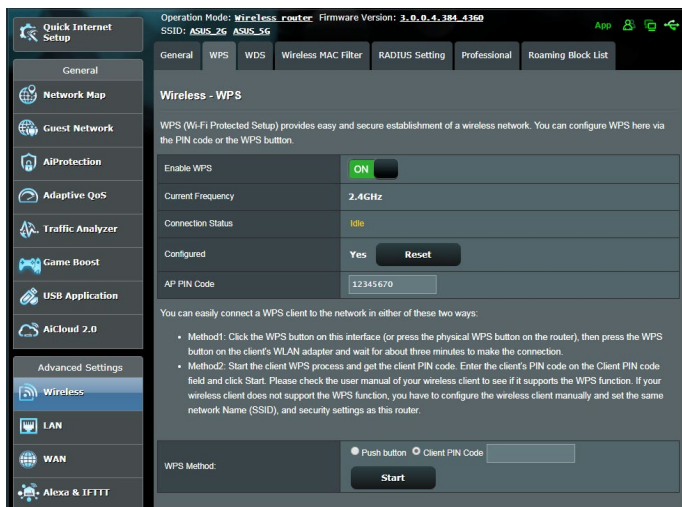 Quick Internet
Setup
Operation Mode: Wireless router Firmware Version: 3.0.0.4.384_4360
SSID: ASUS_2G ASUS_5G
App
General
Network Map
Guest Network
AiProtection
Adaptive QoS
Traffic Analyzer
Game Boost
USB Application
AiCloud 2.0
Advanced Settings
Wireless
LAN
WAN
Alexa & IFTTT
General WPS WDS Wireless MAC Filter RADIUS Setting Professional Roaming Block List
Wireless - WPS
WPS (Wi-Fi Protected Setup) provides easy and secure establishment of a wireless network. You can configure WPS here via
the PIN code or the WPS buttton.
Enable WPS ON
Current Frequency 2.4GHz
Connection Status Idle
Configured Yes Reset
AP PIN Code 12345670
You can easily connect a WPS client to the network in either of these two ways:
• Method1: Click the WPS button on this interface (or press the physical WPS button on the router), then press the WPS
button on the client's WLAN adapter and wait for about three minutes to make the connection.
• Method2: Start the client WPS process and get the client PIN code. Enter the client's PIN code on the Client PIN code
field and click Start. Please check the user manual of your wireless client to see if it supports the WPS function. If your
wireless client does not support the WPS function, you have to configure the wireless client manually and set the same
network Name (SSID), and security settings as this router.
WPS Method: Push button Client PIN Code
Start